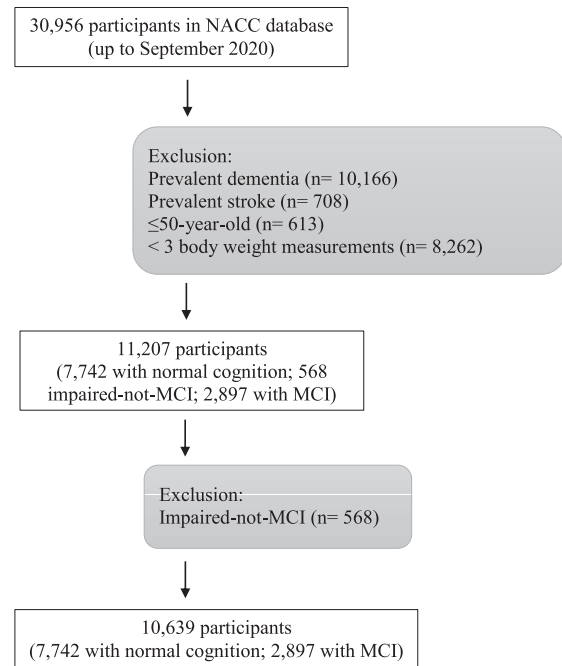 30,956 participants in NACC database
(up to September 2020)
Exclusion:
Prevalent dementia (n= 10,166)
Prevalent stroke (n= 708)
≤50-year-old (n= 613)
< 3 body weight measurements (n= 8,262)
11,207 participants
(7,742 with normal cognition; 568
impaired-not-MCI; 2,897 with MCI)
Exclusion:
Impaired-not-MCI (n= 568)
10,639 participants
(7,742 with normal cognition; 2,897 with MCI)